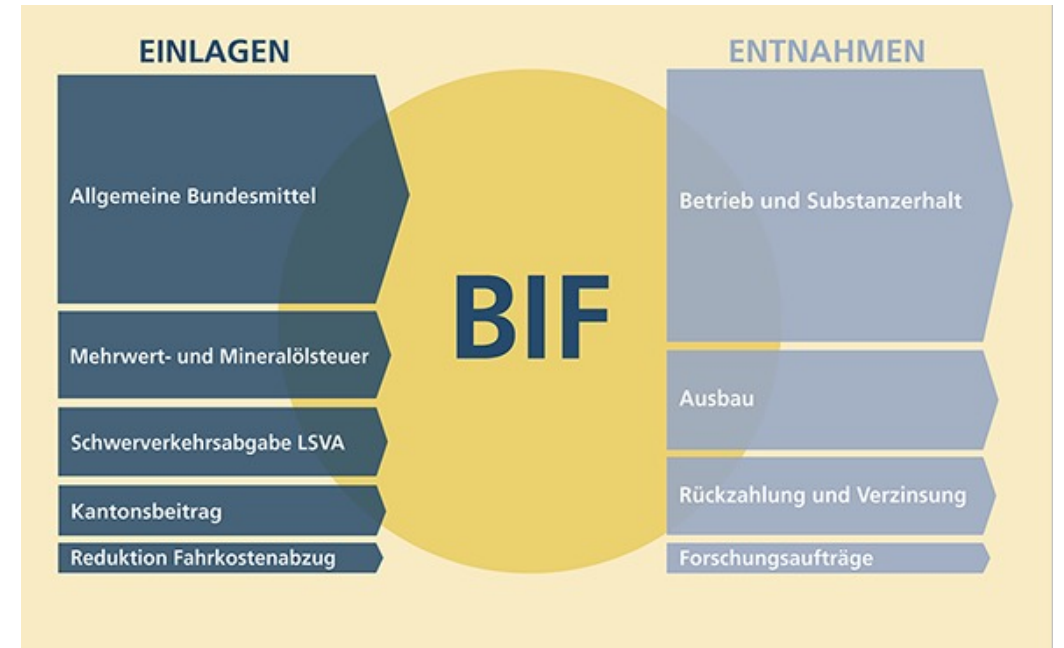 EINLAGEN
Allgemeine Bundesmittel
Mehrwert- und Mineralölsteuer
Schwerverkehrsabgabe LSVA
Kantonsbeitrag
Reduktion Fahrkostenabzug
BIF
ENTNAHMEN
Betrieb und Substanzerhalt
Ausbau
Rückzahlung und Verzinsung
Forschungsaufträge